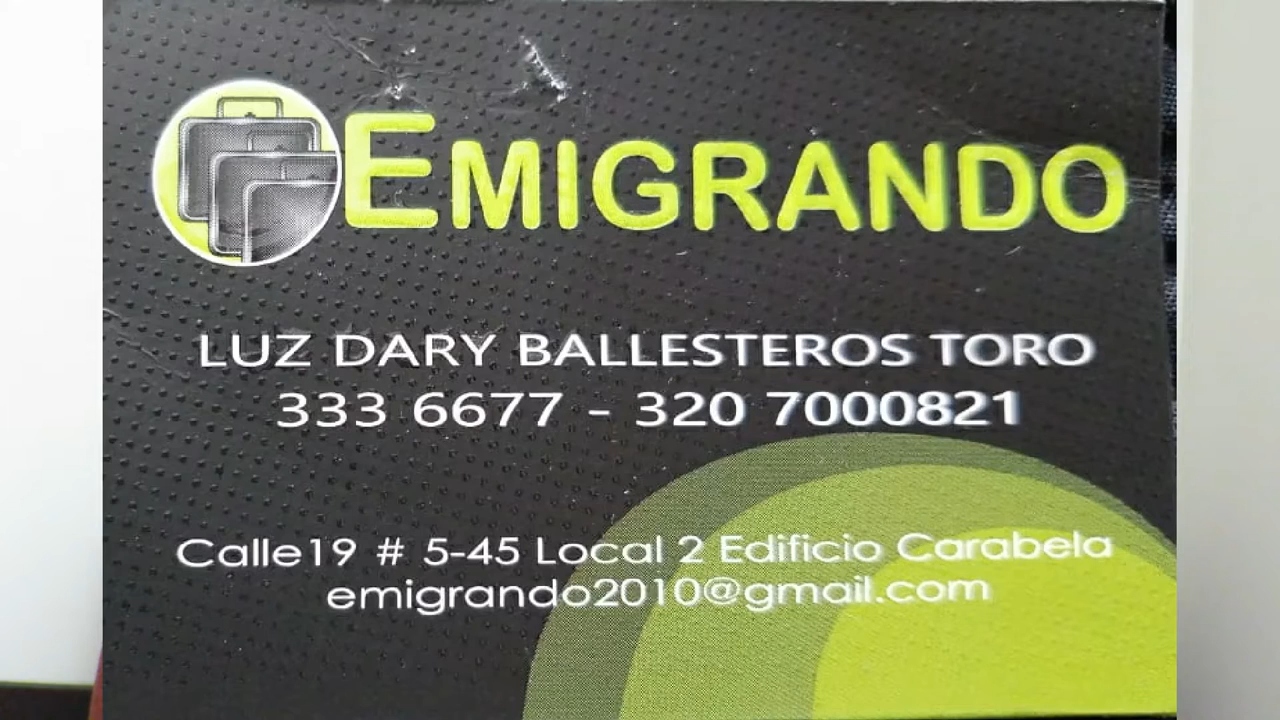 EMIGRANDO
LUZ DARY BALLESTEROS TORO
333 6677 - 320 7000821
Calle19 # 5-45 Local 2 Edificio Carabela
emigrando2010@gmail.com